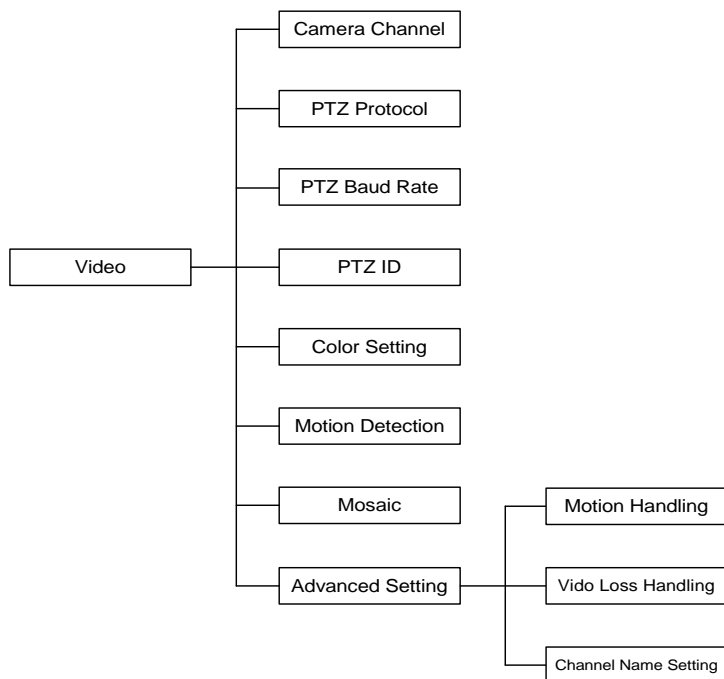 Camera Channel
PTZ Protocol
PTZ Baud Rate
Video
PTZ ID
Color Setting
Motion Detection
Mosaic
Motion Handling
Advanced Setting
Vido Loss Handling
Channel Name Setting